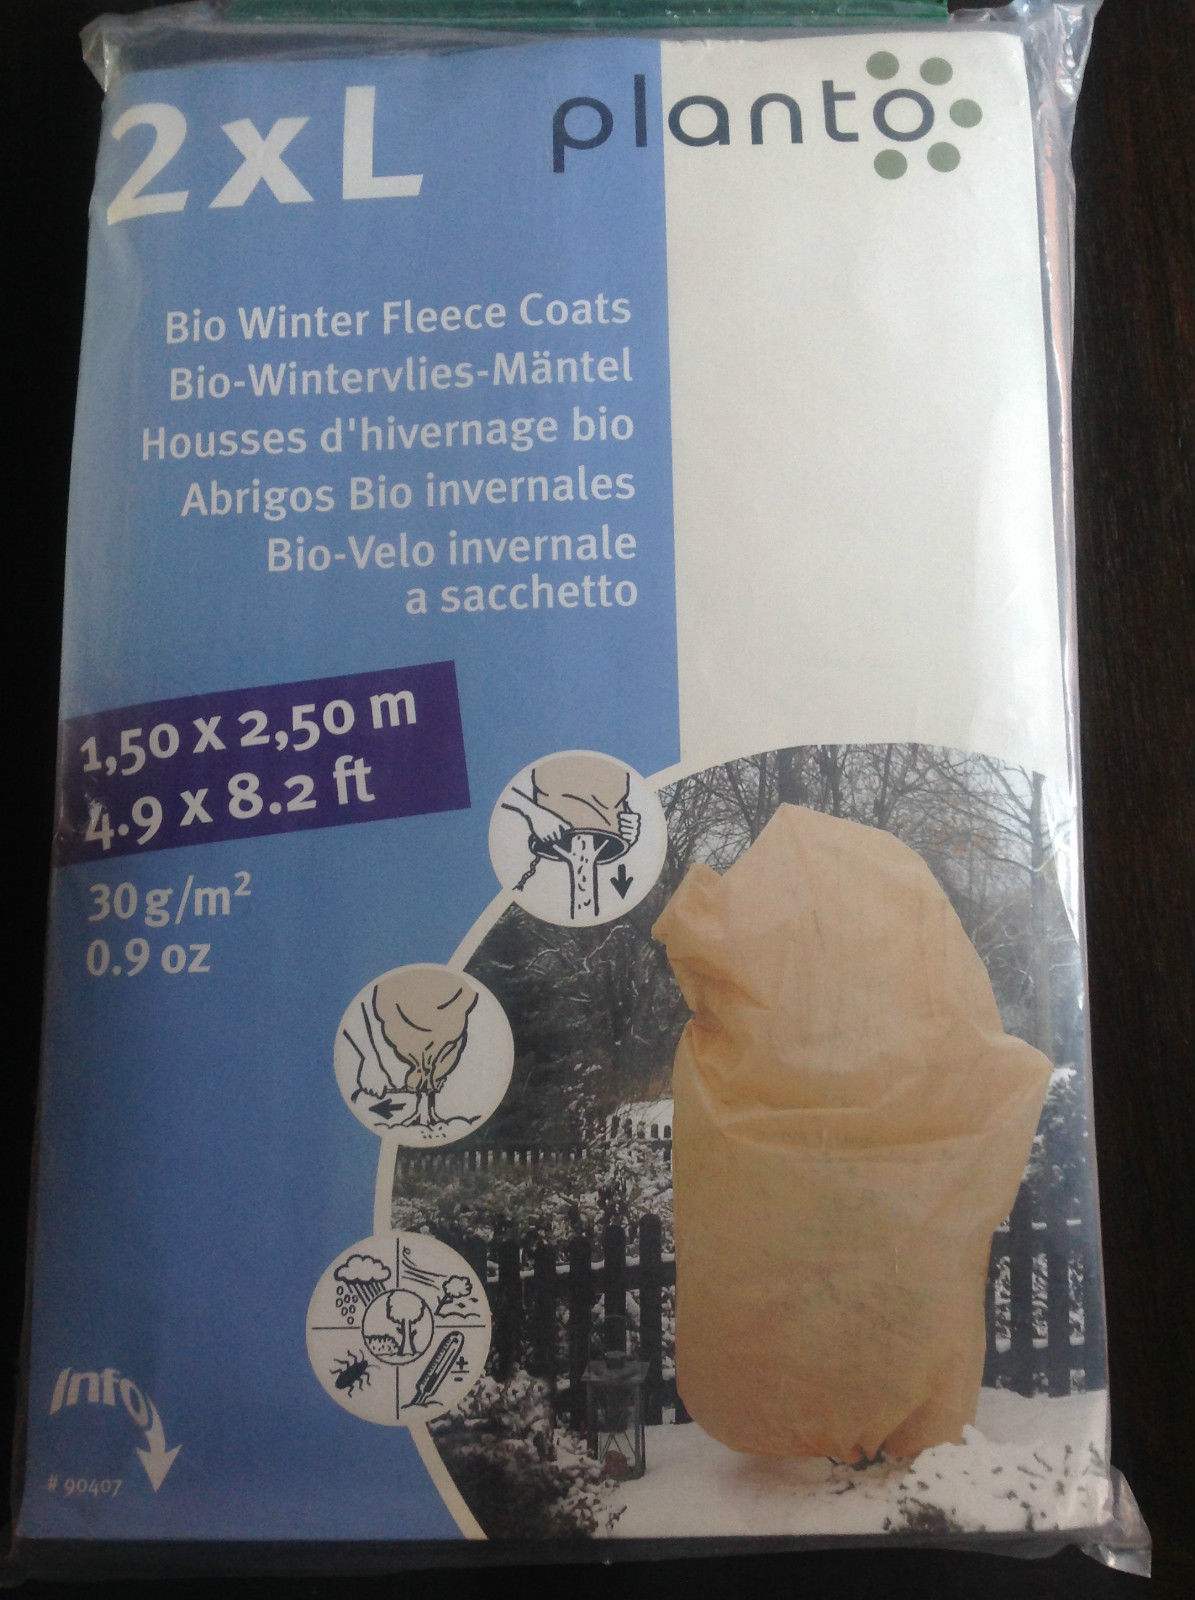 2 x L
planto
Bio Winter Fleece Coats
Bio-Wintervlies-Mäntel
Housses d'hivernage bio
Abrigos Bio invernales
Bio-Velo invernale
a sacchetto
1,50 x 2,50 m
4.9 x 8.2 ft
30 g/m²
0.9 oz
+
-
Info
# 90407